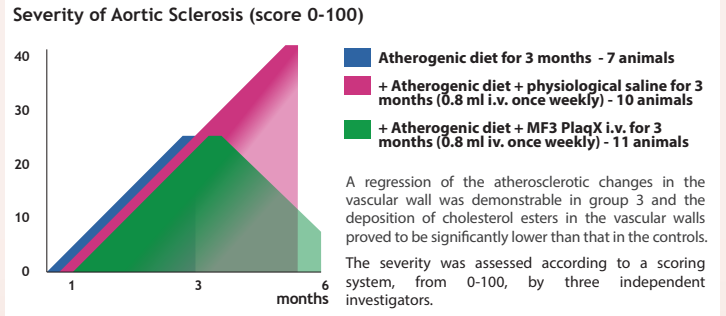 Severity of Aortic Sclerosis (score 0-100)
40
30
20
10
0
1
3
6
months
Atherogenic diet for 3 months - 7 animals
+ Atherogenic diet + physiological saline for 3
months (0.8 ml i.v. once weekly) - 10 animals
+ Atherogenic diet + MF3 PlaqX i.v. for 3
months (0.8 ml iv. once weekly) - 11 animals
A regression of the atherosclerotic changes in the
vascular wall was demonstrable in group 3 and the
deposition of cholesterol esters in the vascular walls
proved to be significantly lower than that in the controls.
The severity was assessed according to a scoring
system, from 0-100, by three independent
investigators.